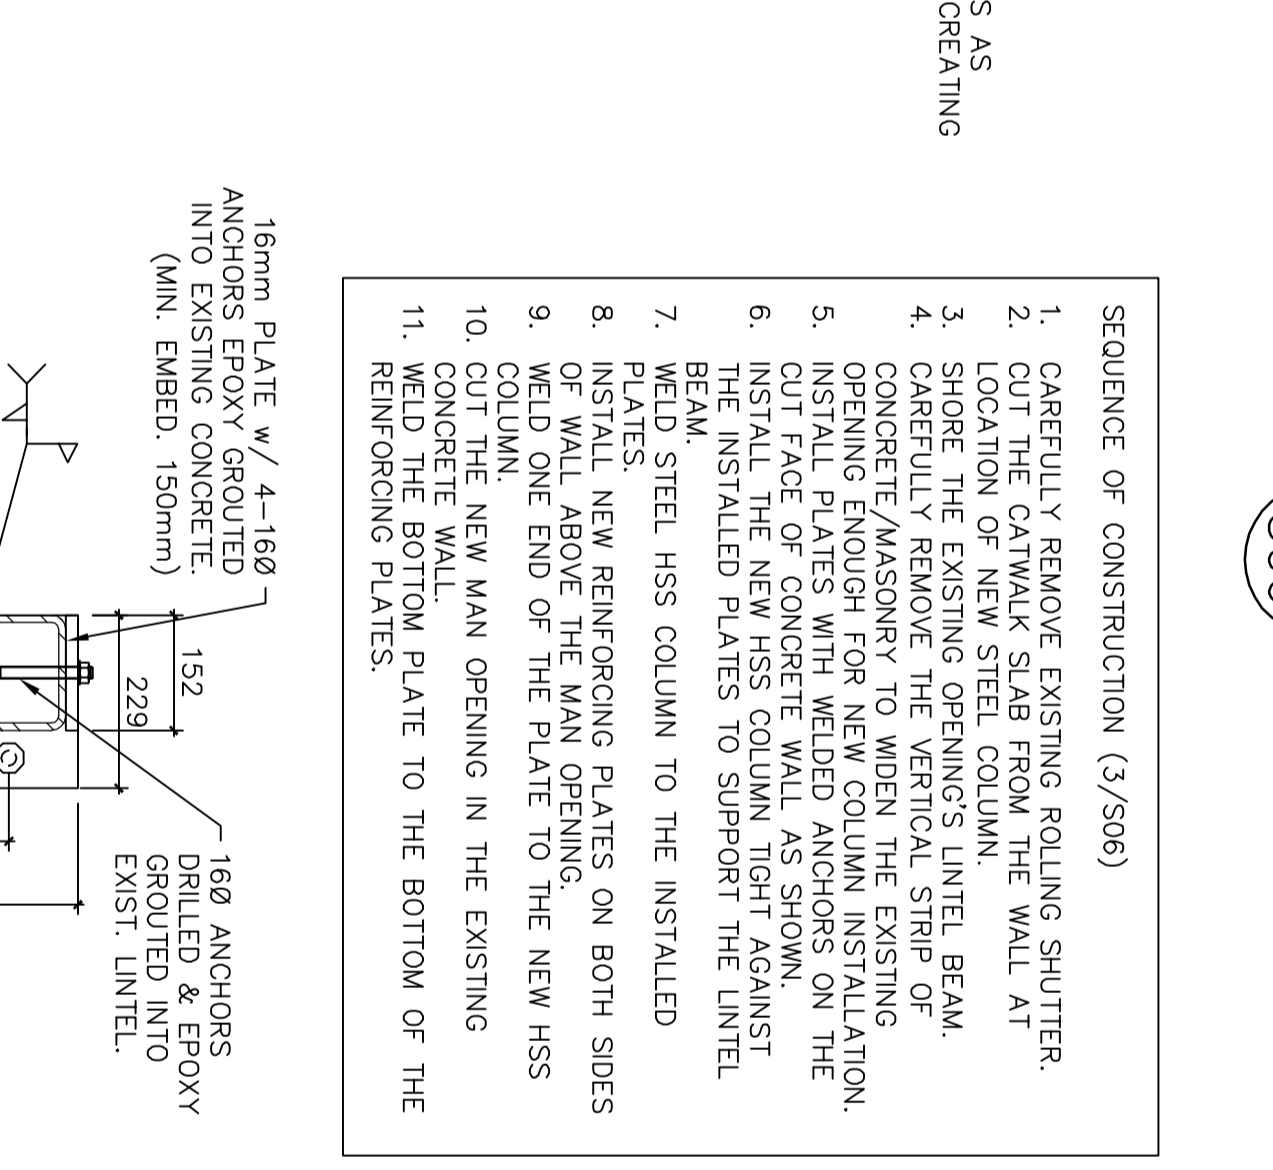 S AS
CREATING
SEQUENCE OF CONSTRUCTION (3/S06)
1. CAREFULLY REMOVE EXISTING ROLLING SHUTTER.
2. CUT THE CATWALK SLAB FROM THE WALL AT
LOCATION OF NEW STEEL COLUMN.
3. SHORE THE EXISTING OPENING'S LINTEL BEAM.
4. CAREFULLY REMOVE THE VERTICAL STRIP OF
CONCRETE/MASONRY TO WIDEN THE EXISTING
OPENING ENOUGH FOR NEW COLUMN INSTALLATION.
5. INSTALL PLATES WITH WELDED ANCHORS ON THE
CUT FACE OF CONCRETE WALL AS SHOWN.
6. INSTALL THE NEW HSS COLUMN TIGHT AGAINST
THE INSTALLED PLATES TO SUPPORT THE LINTEL
BEAM.
7. WELD STEEL HSS COLUMN TO THE INSTALLED
PLATES.
8. INSTALL NEW REINFORCING PLATES ON BOTH SIDES
OF WALL ABOVE THE MAN OPENING.
9. WELD ONE END OF THE PLATE TO THE NEW HSS
COLUMN.
10. CUT THE NEW MAN OPENING IN THE EXISTING
CONCRETE WALL.
11. WELD THE BOTTOM PLATE TO THE BOTTOM OF THE
REINFORCING PLATES.
16mm PLATE w/ 4-16Ø
ANCHORS EPOXY GROUTED
INTO EXISTING CONCRETE.
(MIN. EMBED. 150mm)
152
229
16Ø ANCHORS
DRILLED & EPOXY
GROUTED INTO
EXIST. LINTEL.